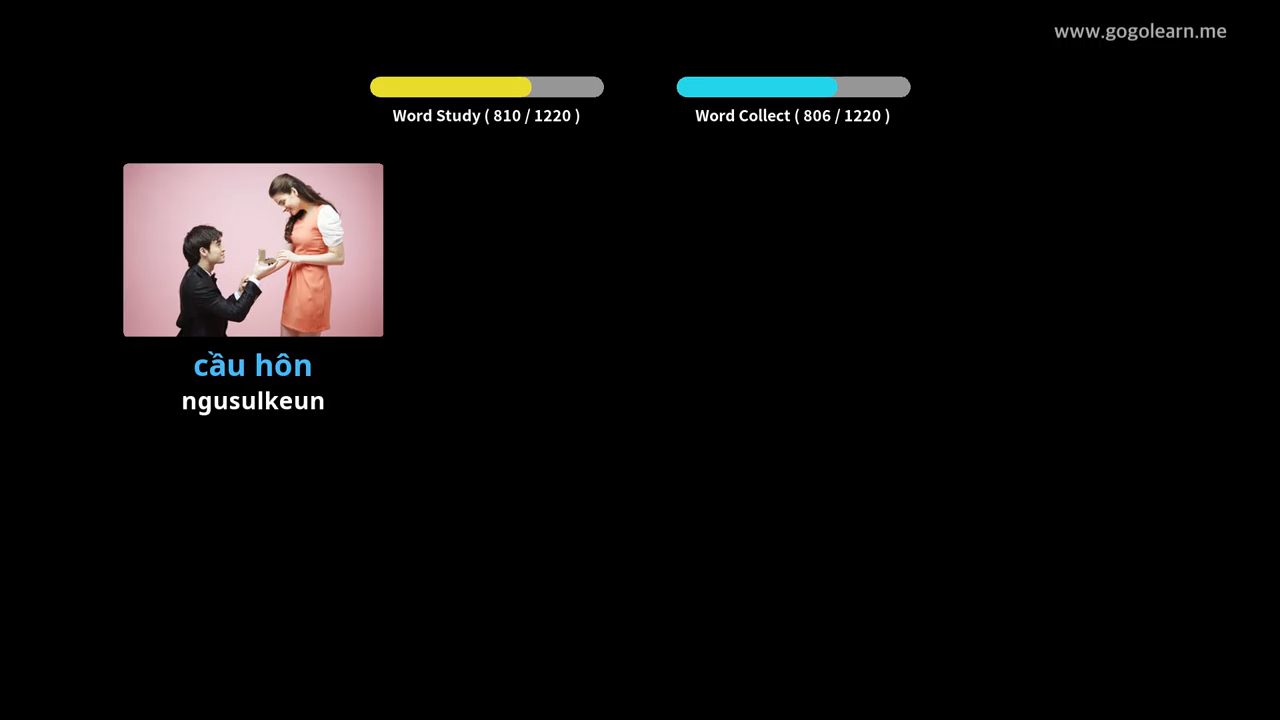 www.gogolearn.me
Word Study ( 810 / 1220 )
Word Collect ( 806 / 1220 )
cầu hôn
ngusulkeun